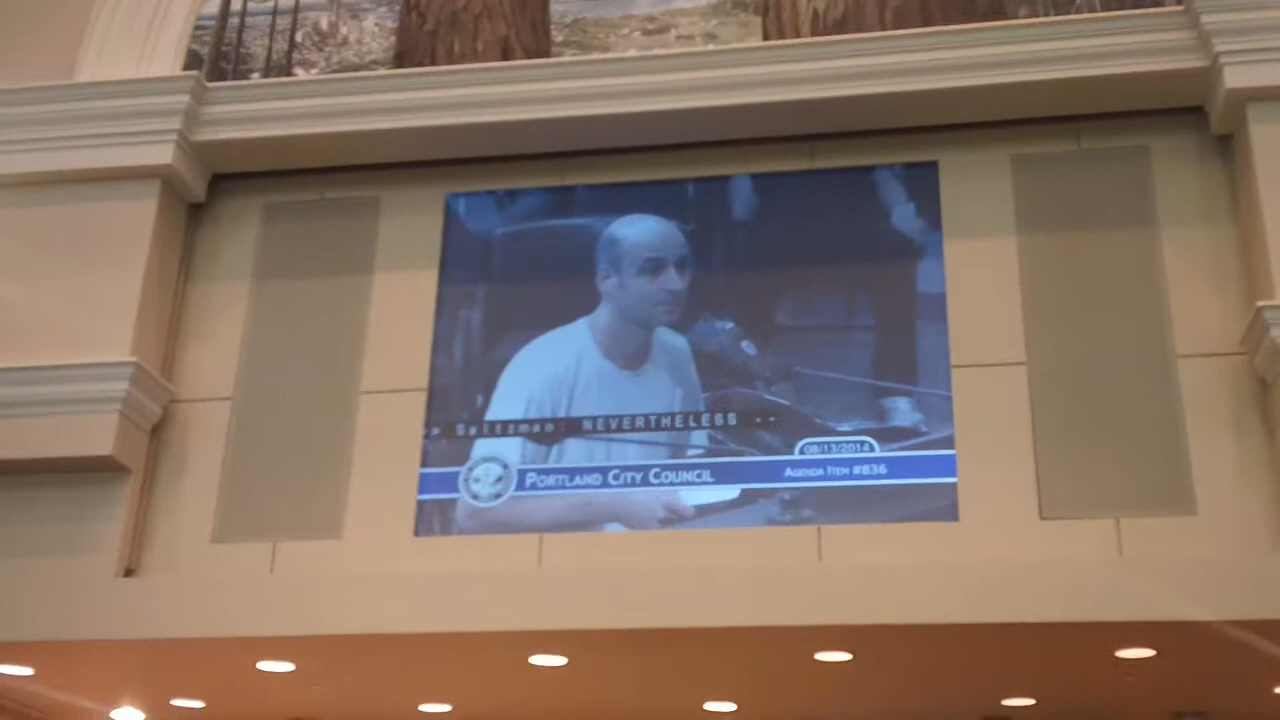 Saltzman: NEVERTHELESS --
08/13/2014
PORTLAND CITY COUNCIL
AGENDA ITEM #836